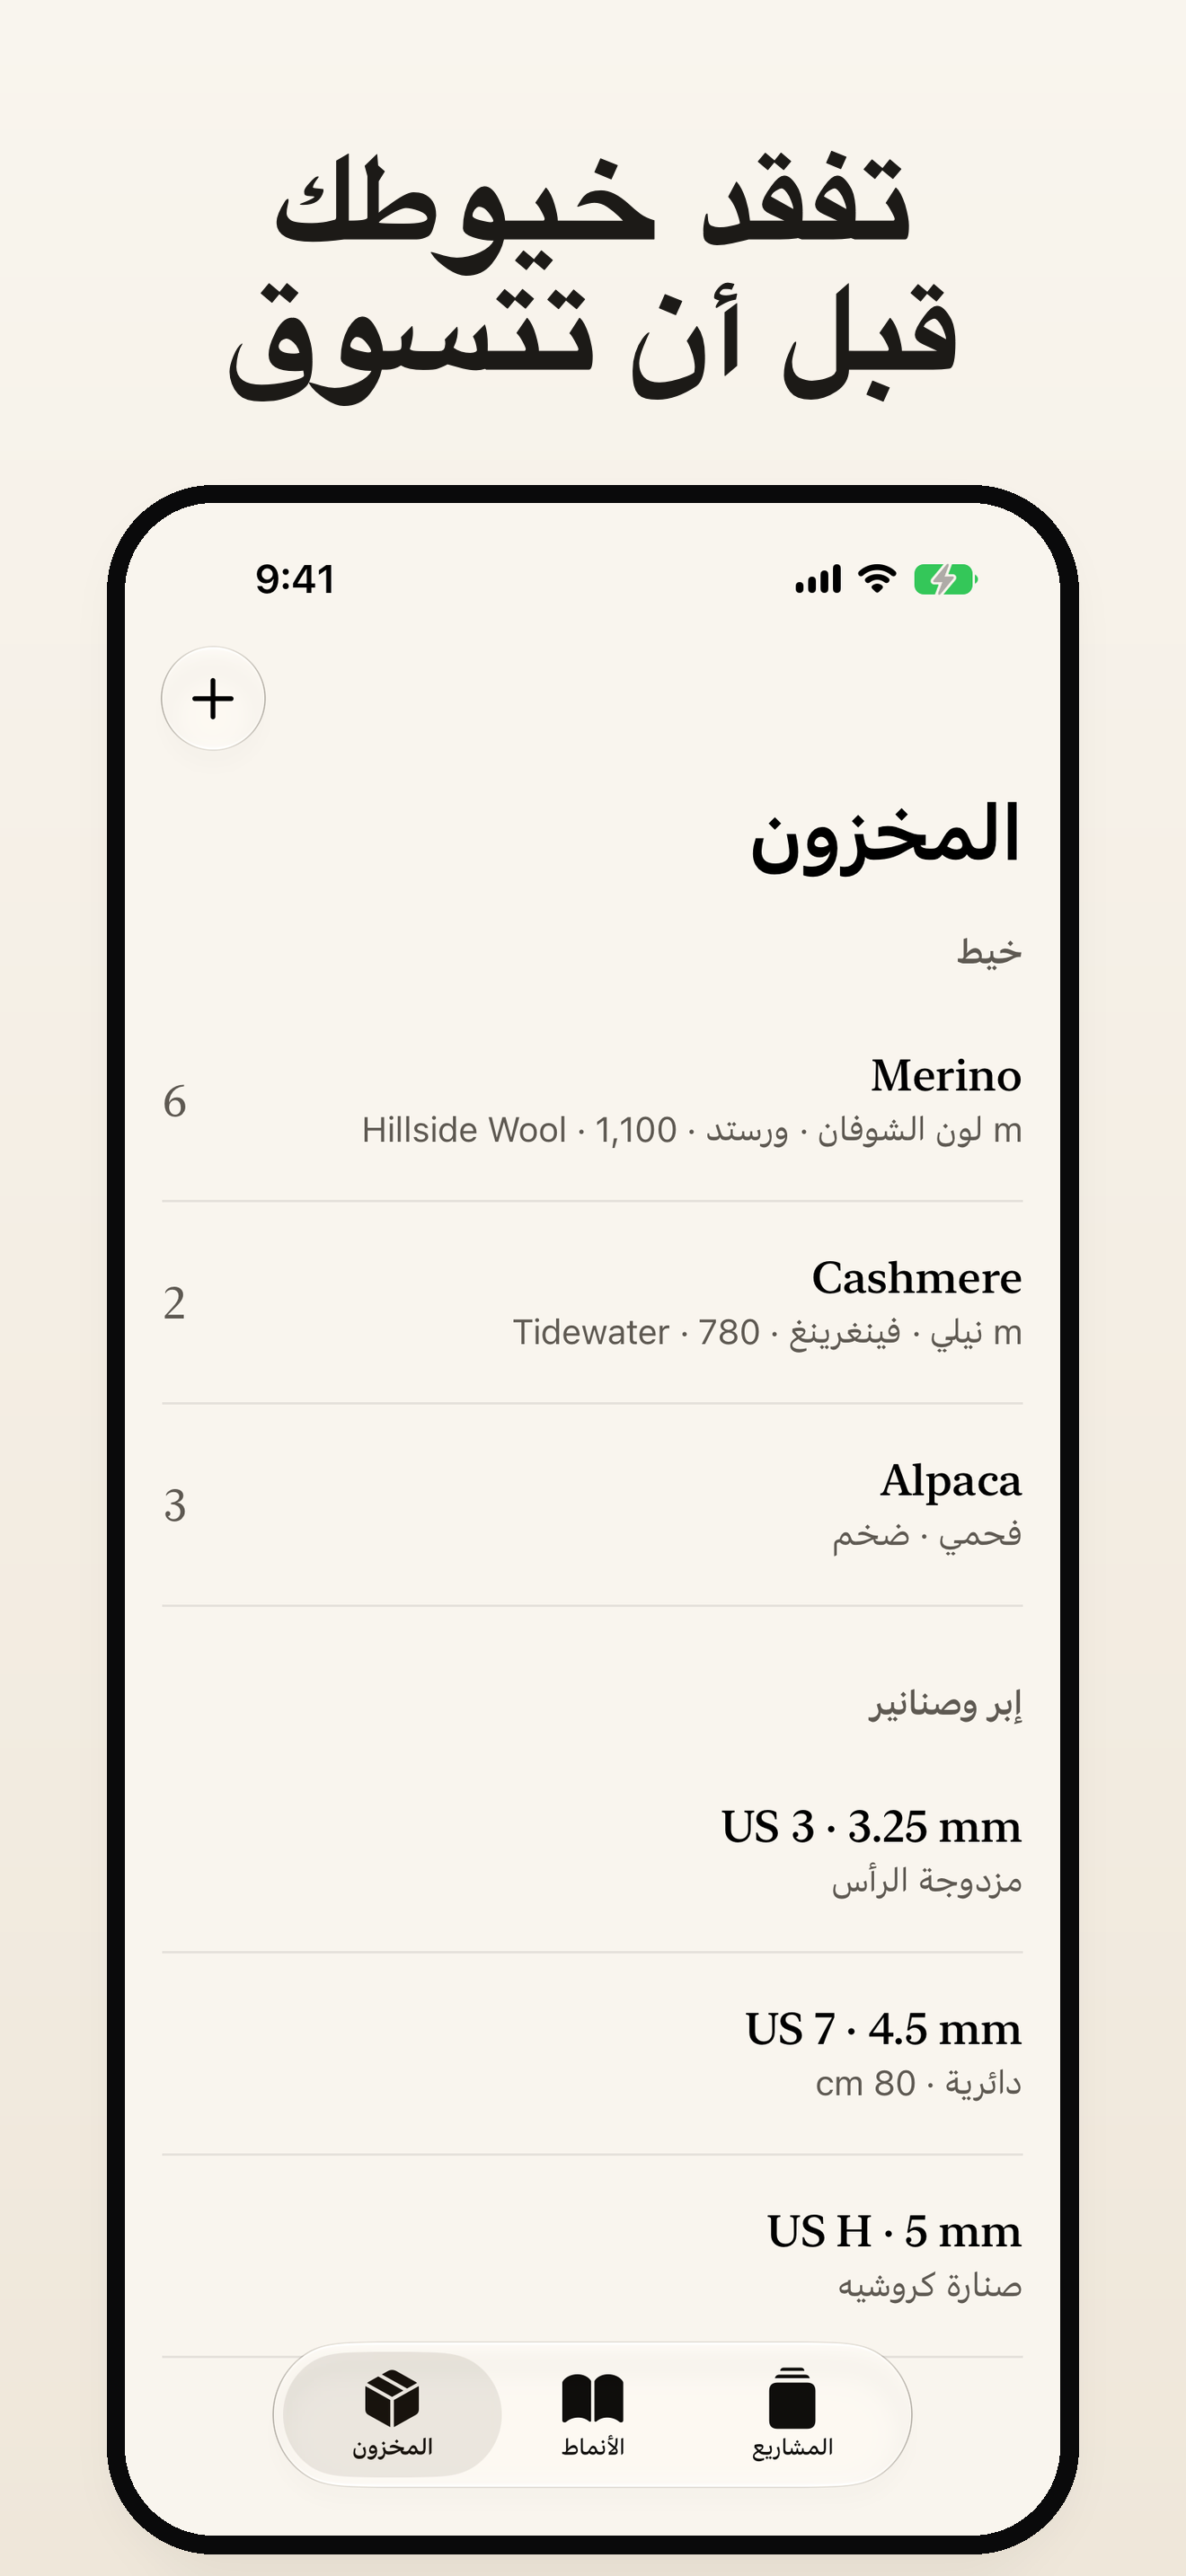 تفقد خيوطك
قبل أن تتسوق
9:41
المخزون
خيط
Merino
6
Hillside Wool · لون الشوفان · ورستد · 1,100 m
Cashmere
2
Tidewater · نيلي · فينغرينغ · 780 m
Alpaca
3
فحمي · ضخم
إبر وصنانير
US 3 · 3.25 mm
مزدوجة الرأس
US 7 · 4.5 mm
دائرية · 80 cm
US H · 5 mm
صنارة كروشيه
المشاريع
الأنماط
المخزون